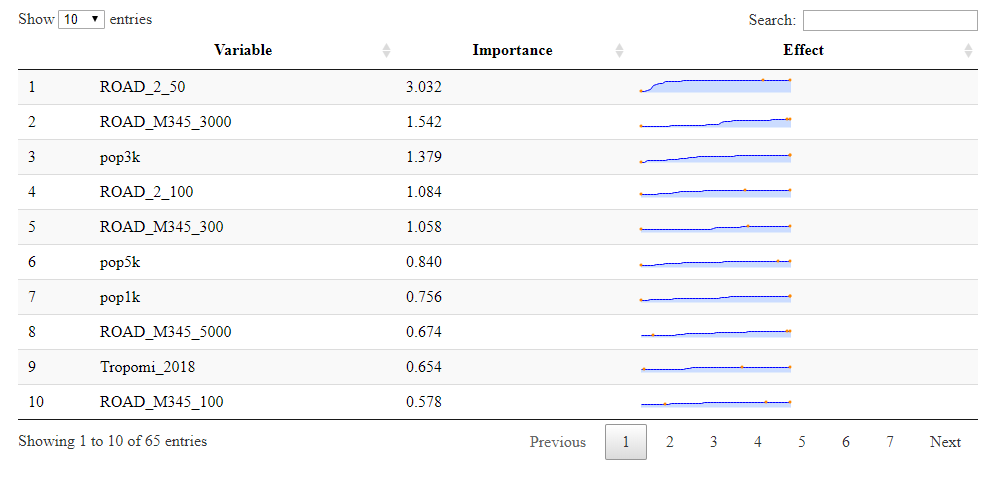 Show 10 entries Search:
Variable Importance Effect
1 ROAD_2_50 3.032
2 ROAD_M345_3000 1.542
3 pop3k 1.379
4 ROAD_2_100 1.084
5 ROAD_M345_300 1.058
6 pop5k 0.840
7 pop1k 0.756
8 ROAD_M345_5000 0.674
9 Tropomi_2018 0.654
10 ROAD_M345_100 0.578
Showing 1 to 10 of 65 entries Previous 1 2 3 4 5 6 7 Next